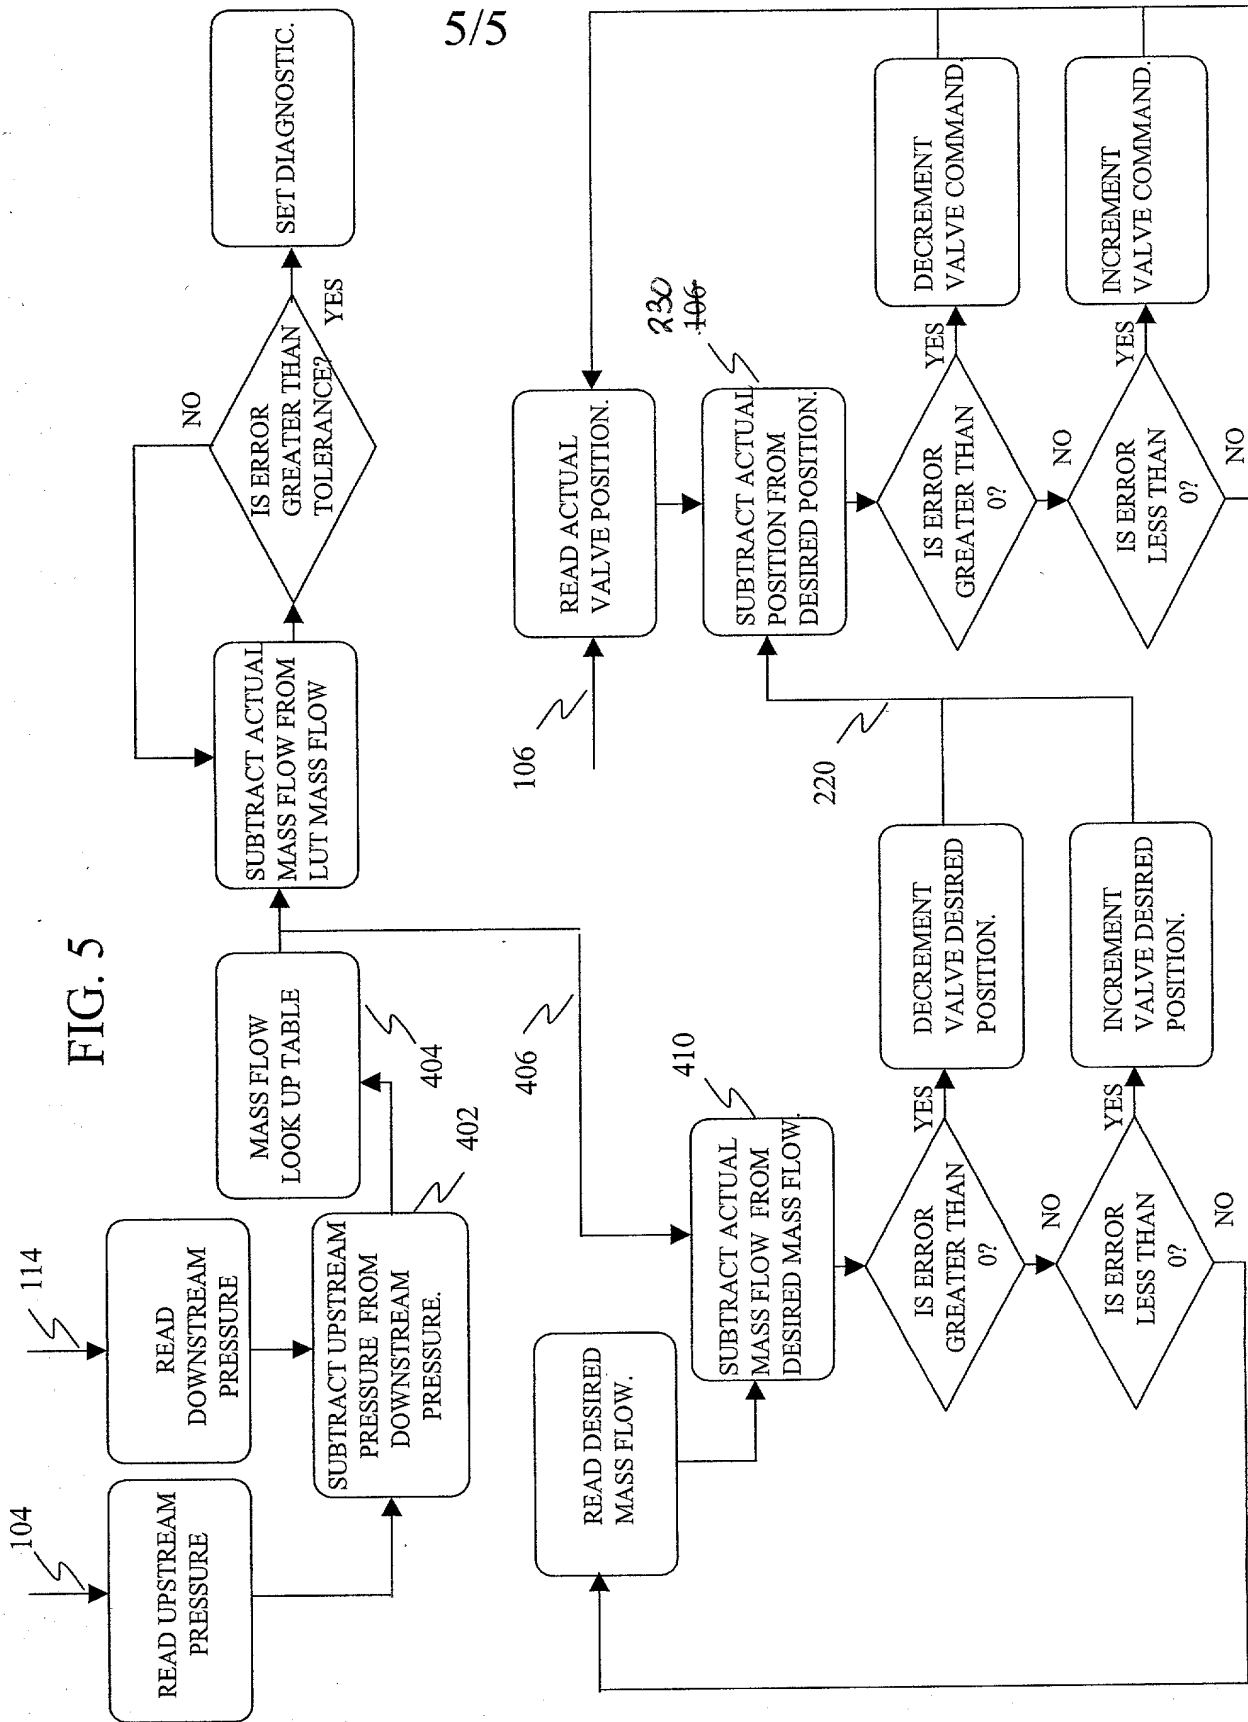 5/5
FIG. 5
104
114
READ UPSTREAM
PRESSURE
READ
DOWNSTREAM
PRESSURE
SUBTRACT UPSTREAM
PRESSURE FROM
DOWNSTREAM
PRESSURE.
402
MASS FLOW
LOOK UP TABLE
404
406
SUBTRACT ACTUAL
MASS FLOW FROM
LUT MASS FLOW
IS ERROR
GREATER THAN
TOLERANCE?
NO
YES
SET DIAGNOSTIC.
READ DESIRED
MASS FLOW.
SUBTRACT ACTUAL
MASS FLOW FROM
DESIRED MASS FLOW.
410
IS ERROR
GREATER THAN
0?
YES
NO
DECREMENT
VALVE DESIRED
POSITION.
IS ERROR
LESS THAN
0?
YES
NO
INCREMENT
VALVE DESIRED
POSITION.
220
106
READ ACTUAL
VALVE POSITION.
SUBTRACT ACTUAL
POSITION FROM
DESIRED POSITION.
230
106
IS ERROR
GREATER THAN
0?
YES
NO
DECREMENT
VALVE COMMAND.
IS ERROR
LESS THAN
0?
YES
NO
INCREMENT
VALVE COMMAND.